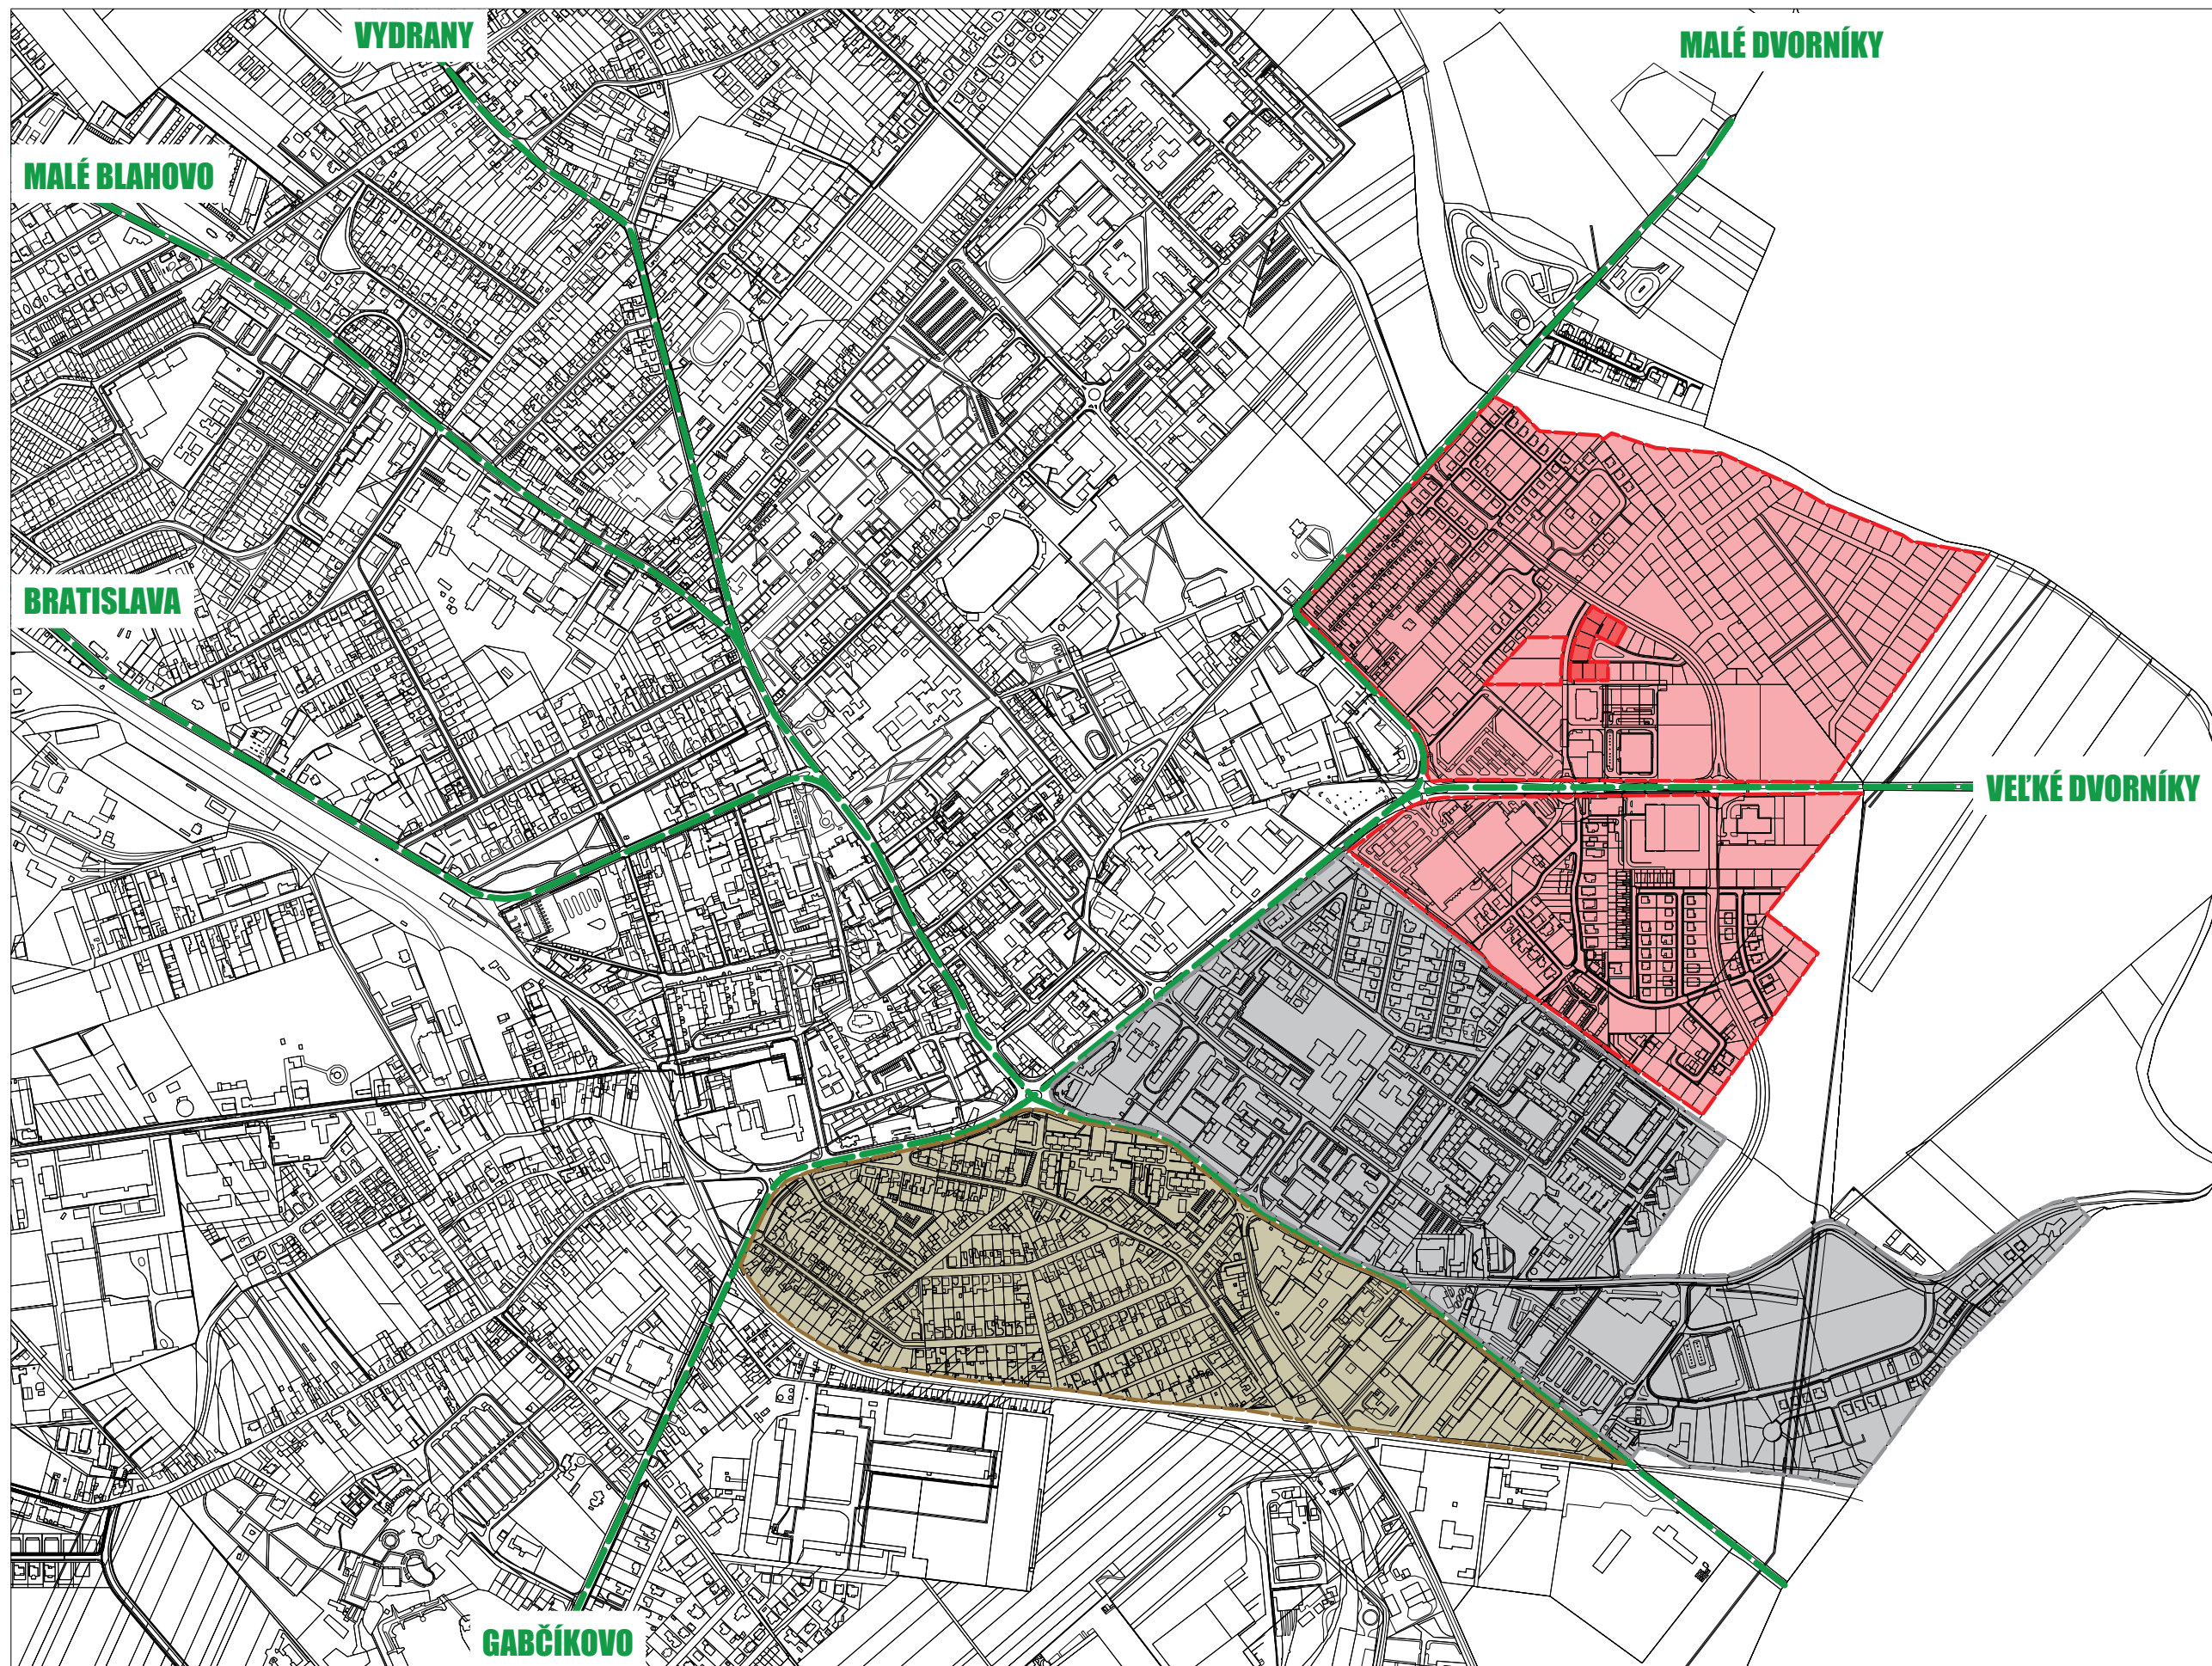 VYDRANY
MALÉ DVORNÍKY
MALÉ BLAHOVO
BRATISLAVA
VEĽKÉ DVORNÍKY
GABČÍKOVO